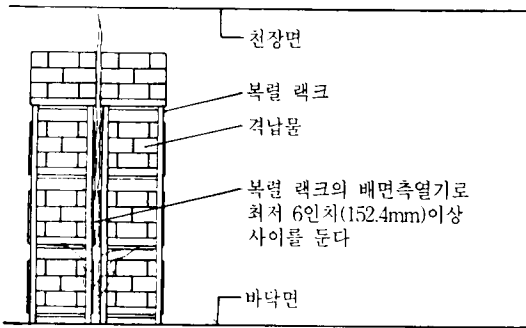 천장면
복렬 랙크
격납물
복렬 랙크의 배면측열기로
최저 6인치(152.4mm)이상
사이를 둔다
바닥면